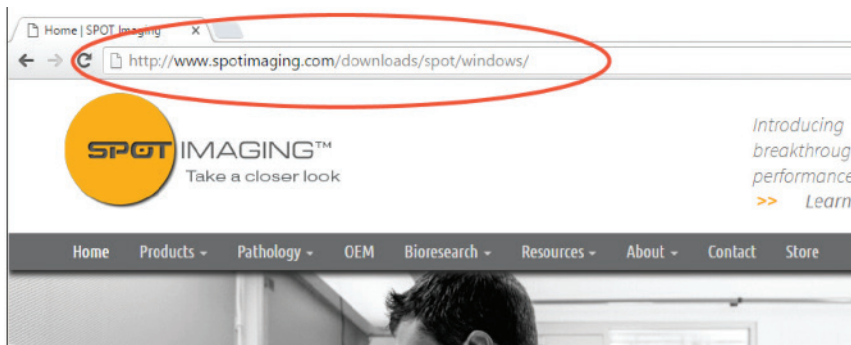 Home | SPOT Imaging
http://www.spotimaging.com/downloads/spot/windows/
SPOT IMAGING™
Take a closer look
Introducing
breakthroug
performance
>> Learn
Home Products Pathology OEM Bioresearch Resources About Contact Store